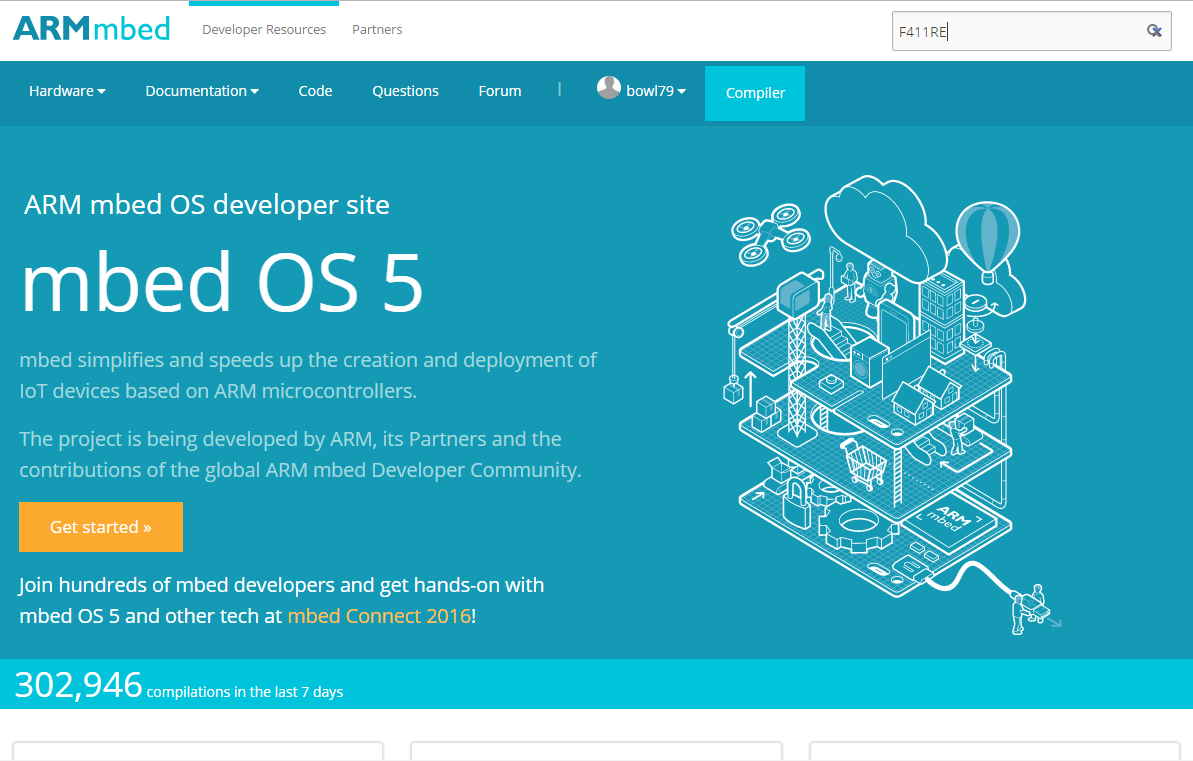 ARMmbed Developer Resources Partners F411RE
Hardware Documentation Code Questions Forum | bowl79 Compiler
ARM mbed OS developer site
mbed OS 5
mbed simplifies and speeds up the creation and deployment of
IoT devices based on ARM microcontrollers.
The project is being developed by ARM, its Partners and the
contributions of the global ARM mbed Developer Community.
Get started »
Join hundreds of mbed developers and get hands-on with
mbed OS 5 and other tech at mbed Connect 2016!
ARM
mbed
302,946 compilations in the last 7 days